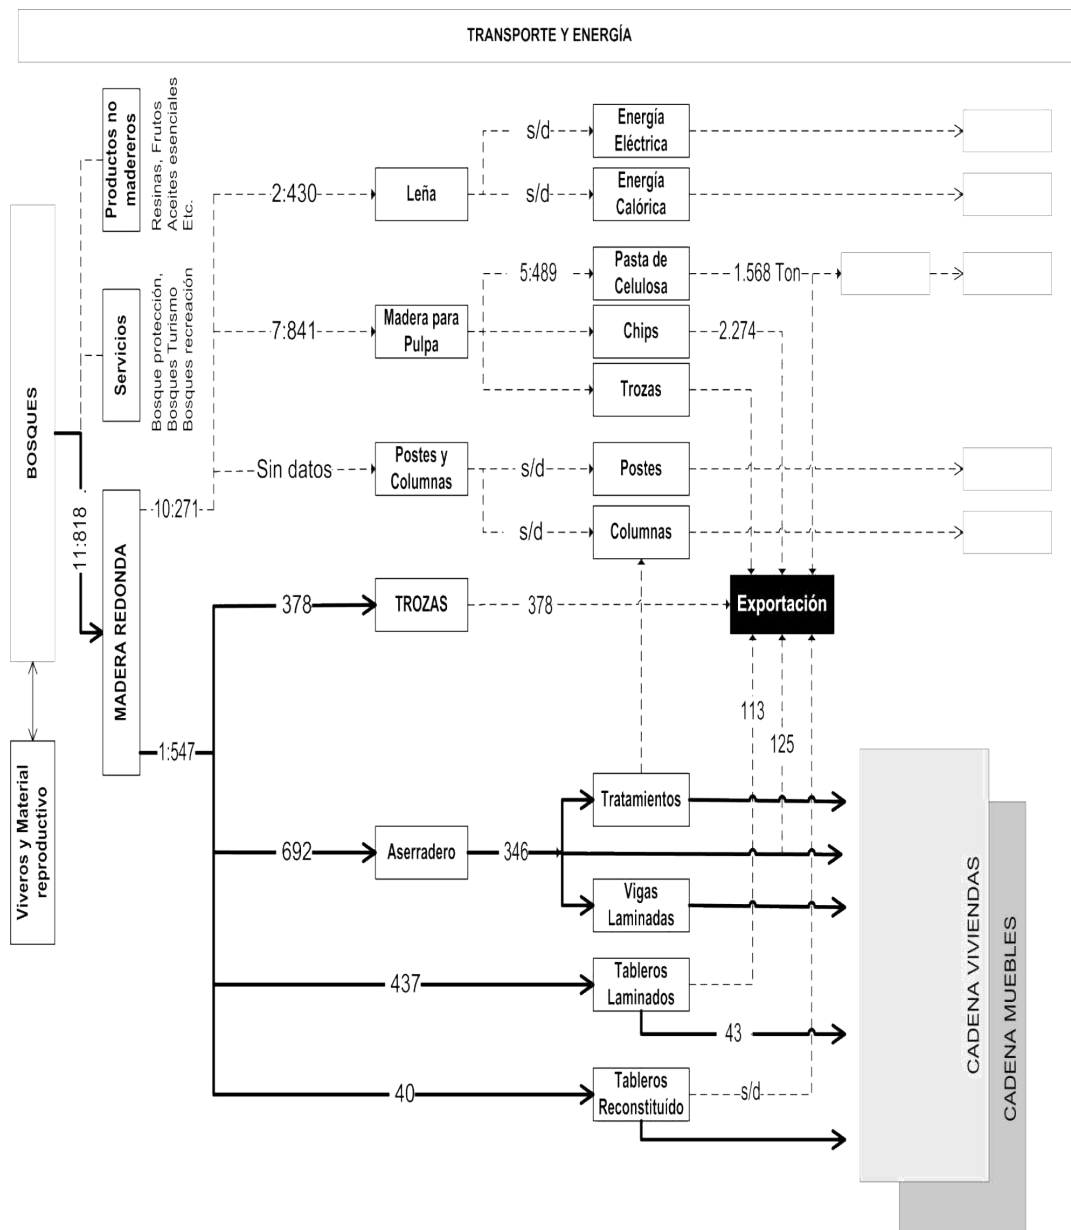 TRANSPORTE Y ENERGÍA
BOSQUES
Viveros y Material
reproductivo
11:818
Productos no
madereros
Resinas, Frutos
Aceites esenciales
Etc.
Servicios
Bosque protección,
Bosques Turismo
Bosques recreación
MADERA REDONDA
10:271
1:547
2:430
Leña
s/d
Energía
Eléctrica
s/d
Energía
Calórica
7:841
Madera para
Pulpa
5:489
Pasta de
Celulosa
1.568 Ton
Chips
2.274
Trozas
Sin datos
Postes y
Columnas
s/d
Postes
s/d
Columnas
378
TROZAS
378
Exportación
113
125
692
Aserradero
346
Tratamientos
Vigas
Laminadas
437
Tableros
Laminados
43
40
Tableros
Reconstituído
s/d
CADENA VIVIENDAS
CADENA MUEBLES